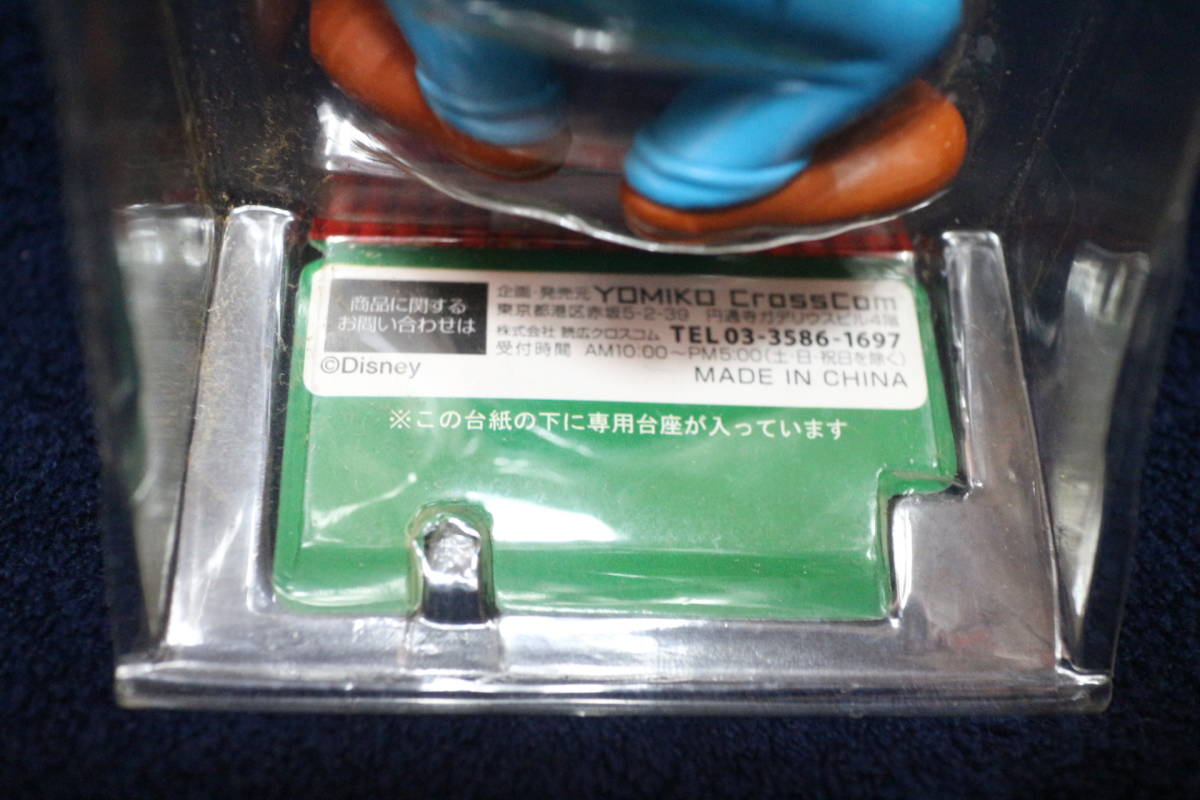 商品に関する
お問い合わせは
企画・発売元 YOMIKO CrossCom
東京都港区赤坂5-2-39 円通寺ガデリウスビル4階
株式会社 読広クロスコム TEL 03-3586-1697
受付時間 AM10:00～PM5:00(土・日・祝日を除く)
©Disney
MADE IN CHINA
※この台紙の下に専用台座が入っています